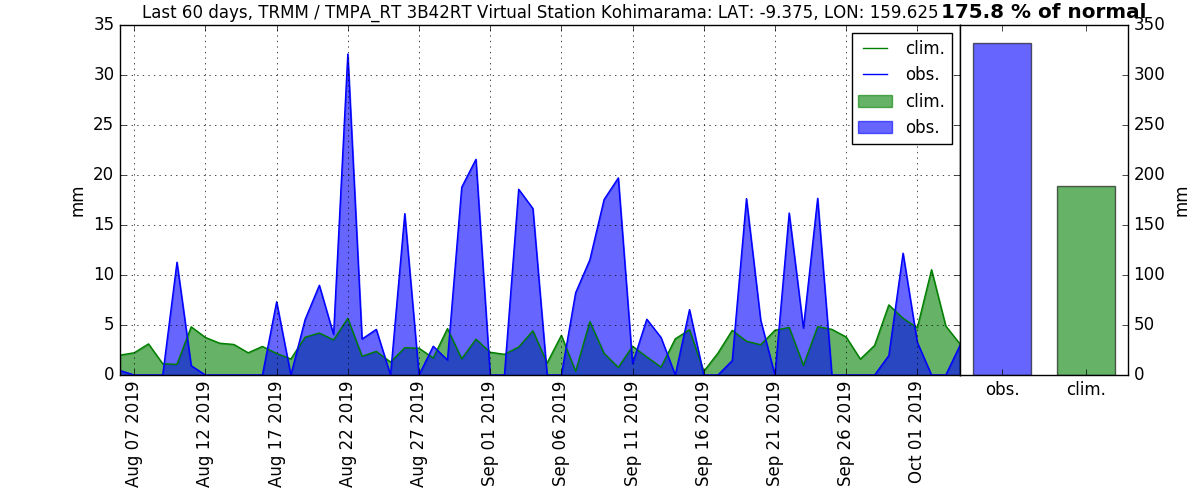 Last 60 days, TRMM / TMPA_RT 3B42RT Virtual Station Kohimarama: LAT: -9.375, LON: 159.625
175.8 % of normal
35
30
25
20
15
10
5
0
mm
clim.
obs.
clim.
obs.
350
300
250
200
150
100
50
0
mm
Aug 07 2019
Aug 12 2019
Aug 17 2019
Aug 22 2019
Aug 27 2019
Sep 01 2019
Sep 06 2019
Sep 11 2019
Sep 16 2019
Sep 21 2019
Sep 26 2019
Oct 01 2019
obs. clim.